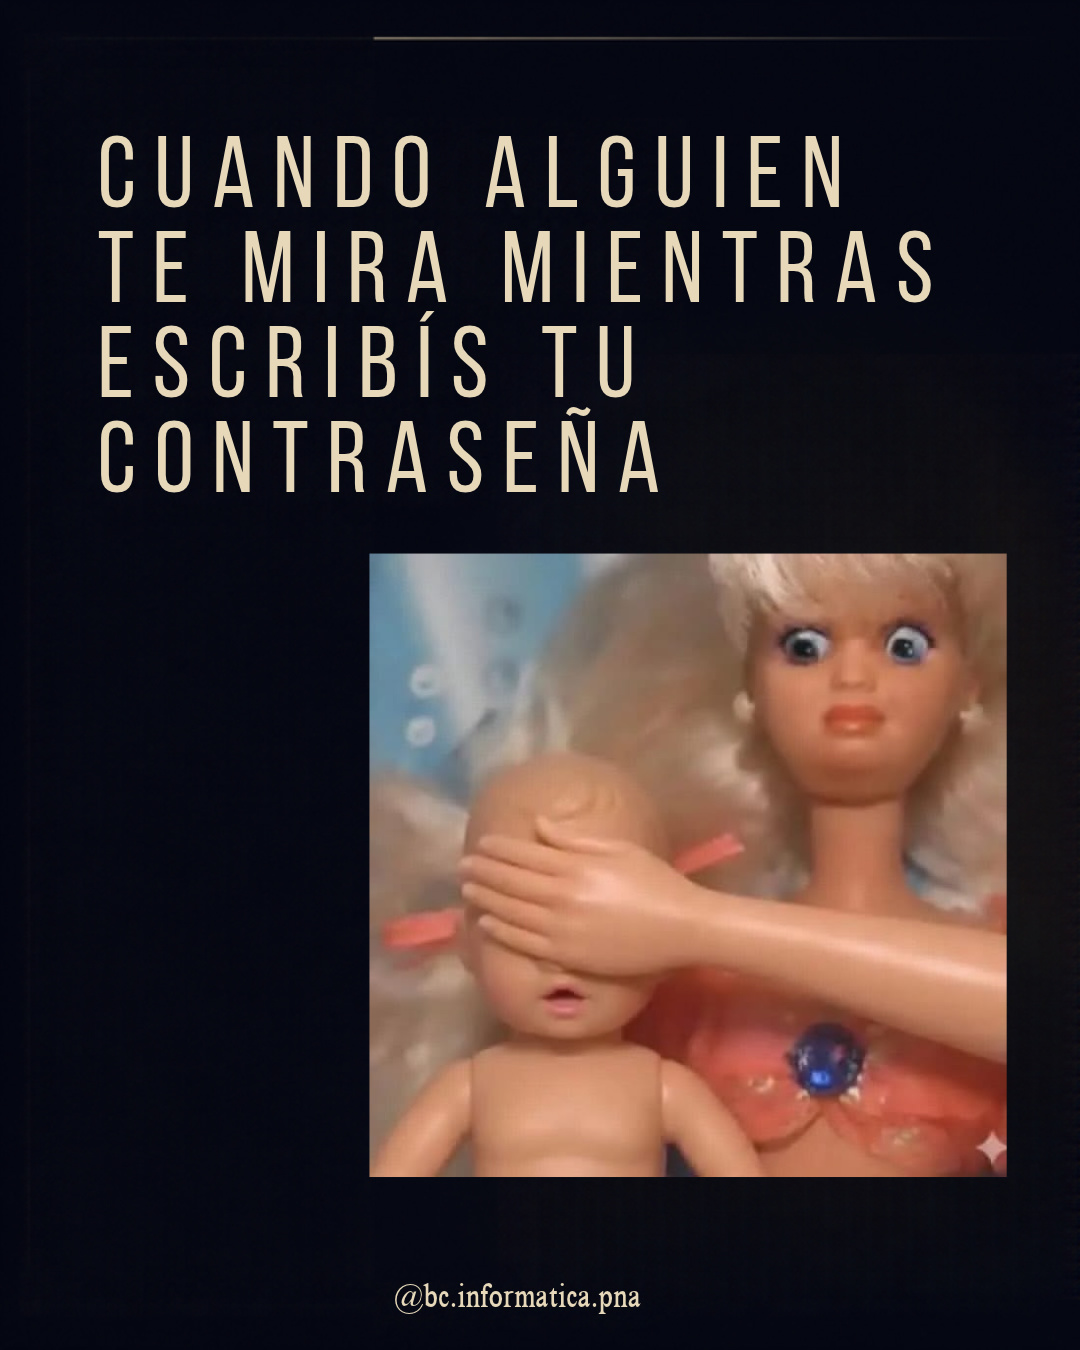 CUANDO ALGUIEN
TE MIRA MIENTRAS
ESCRIBÍS TU
CONTRASEÑA
@bc.informatica.pna